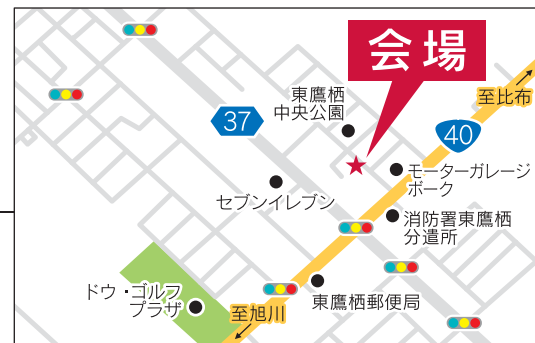 会場
東鷹栖
中央公園
至比布
37
40
モーターガレージ
ボーク
セブンイレブン
消防署東鷹栖
分遣所
ドウ・ゴルフ
プラザ
東鷹栖郵便局
至旭川